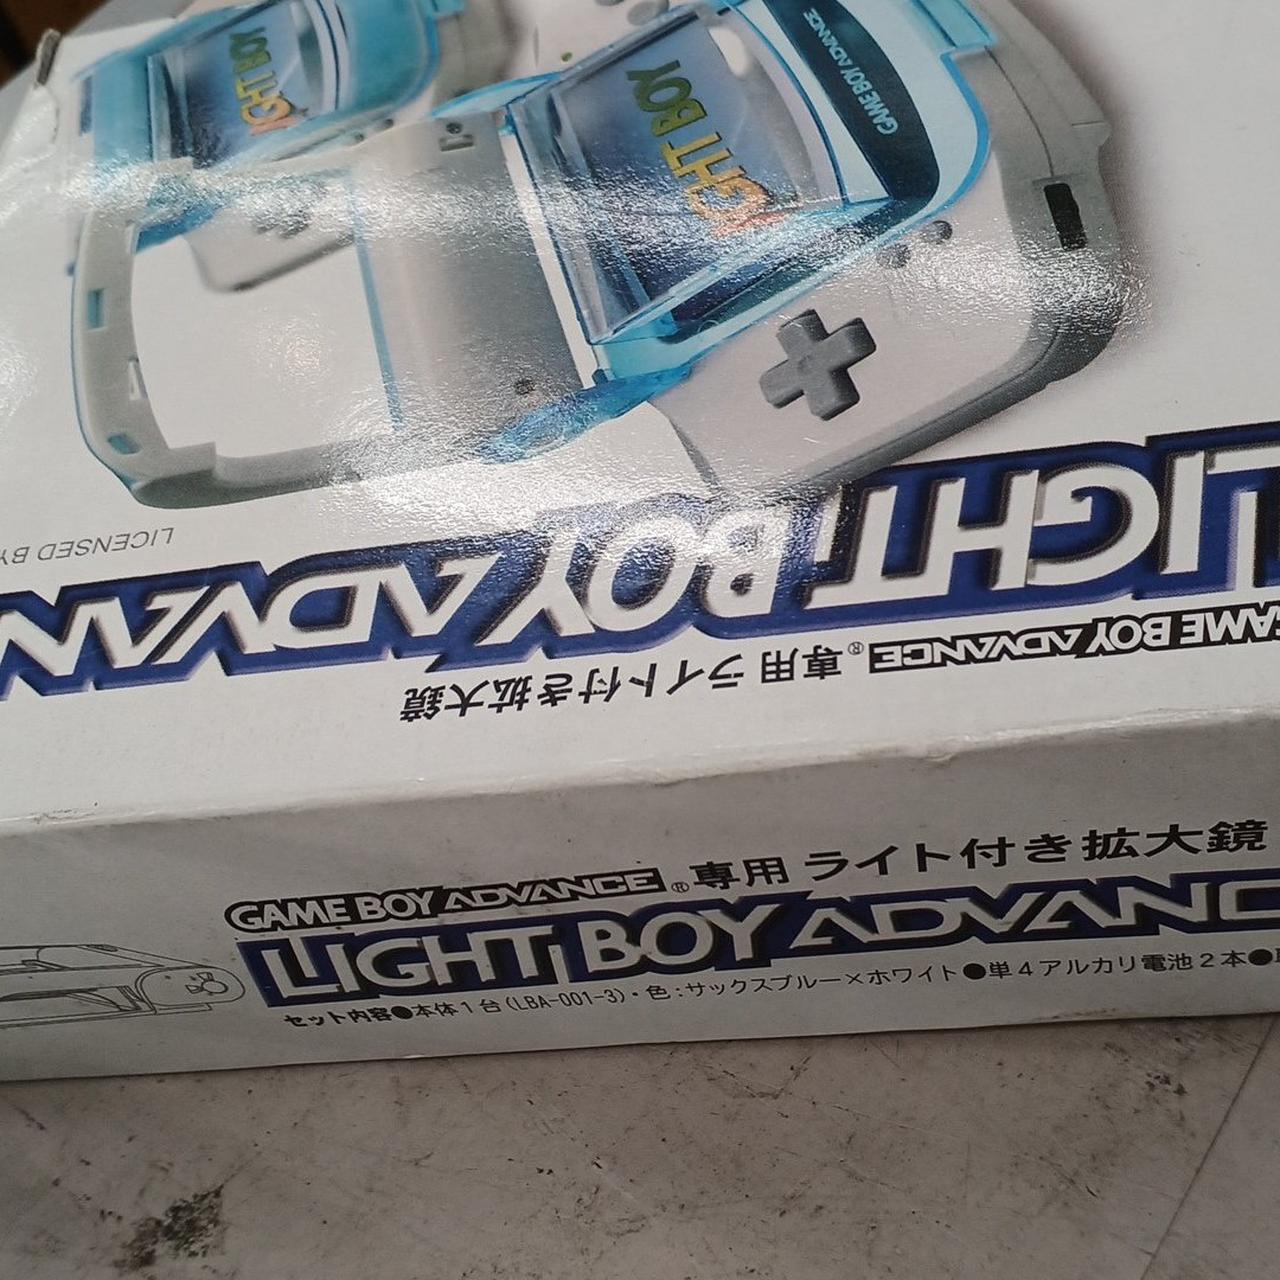 LIGHT BOY
GAME BOY ADVANCE
LIGHT BOY
LICENSED BY
LIGHT BOY
GAME BOY ADVANCE®専用 ライト付き拡大鏡
GAME BOY ADVANCE®専用 ライト付き拡大鏡
LIGHT BOY
セット内容●本体1台(LBA-001-3)・色:サックスブルー×ホワイト●単4アルカリ電池2本●